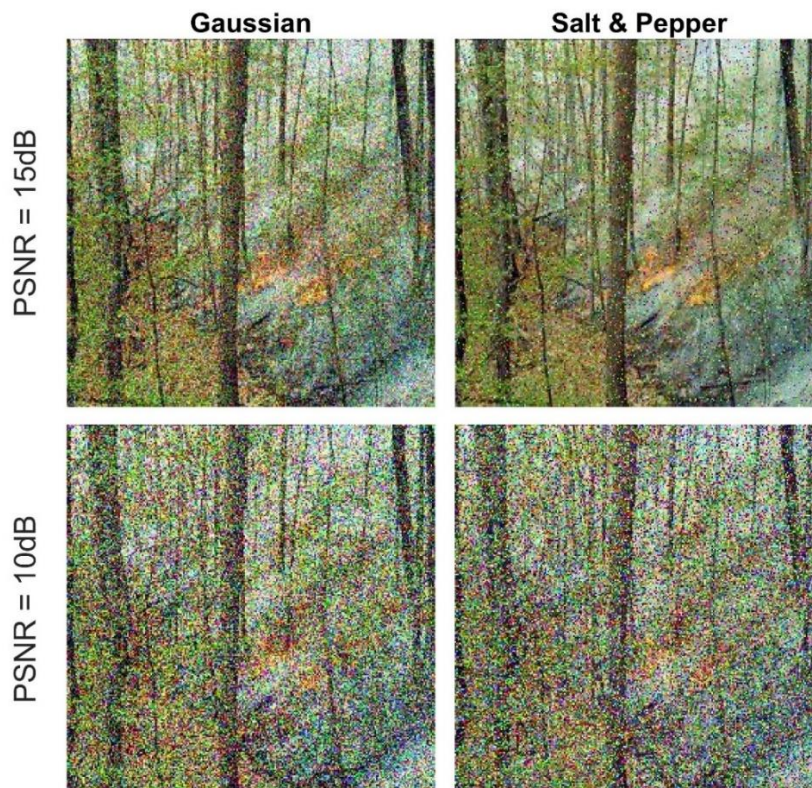 Gaussian
Salt & Pepper
PSNR = 15dB
PSNR = 10dB